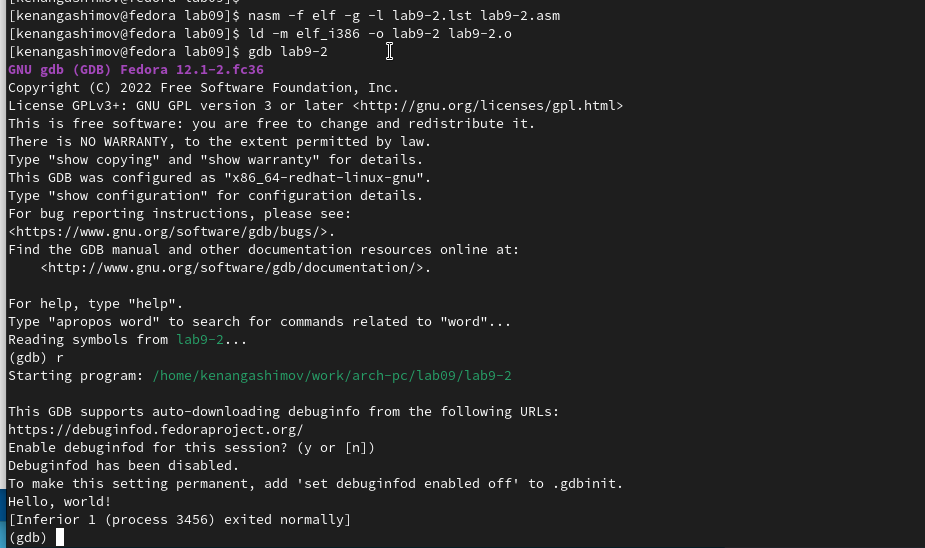 [kenangashimov@fedora lab09]$
[kenangashimov@fedora lab09]$ nasm -f elf -g -l lab9-2.lst lab9-2.asm
[kenangashimov@fedora lab09]$ ld -m elf_i386 -o lab9-2 lab9-2.o
[kenangashimov@fedora lab09]$ gdb lab9-2
GNU gdb (GDB) Fedora 12.1-2.fc36
Copyright (C) 2022 Free Software Foundation, Inc.
License GPLv3+: GNU GPL version 3 or later <http://gnu.org/licenses/gpl.html>
This is free software: you are free to change and redistribute it.
There is NO WARRANTY, to the extent permitted by law.
Type "show copying" and "show warranty" for details.
This GDB was configured as "x86_64-redhat-linux-gnu".
Type "show configuration" for configuration details.
For bug reporting instructions, please see:
<https://www.gnu.org/software/gdb/bugs/>.
Find the GDB manual and other documentation resources online at:
    <http://www.gnu.org/software/gdb/documentation/>.

For help, type "help".
Type "apropos word" to search for commands related to "word"...
Reading symbols from lab9-2...
(gdb) r
Starting program: /home/kenangashimov/work/arch-pc/lab09/lab9-2

This GDB supports auto-downloading debuginfo from the following URLs:
https://debuginfod.fedoraproject.org/
Enable debuginfod for this session? (y or [n])
Debuginfod has been disabled.
To make this setting permanent, add 'set debuginfod enabled off' to .gdbinit.
Hello, world!
[Inferior 1 (process 3456) exited normally]
(gdb)